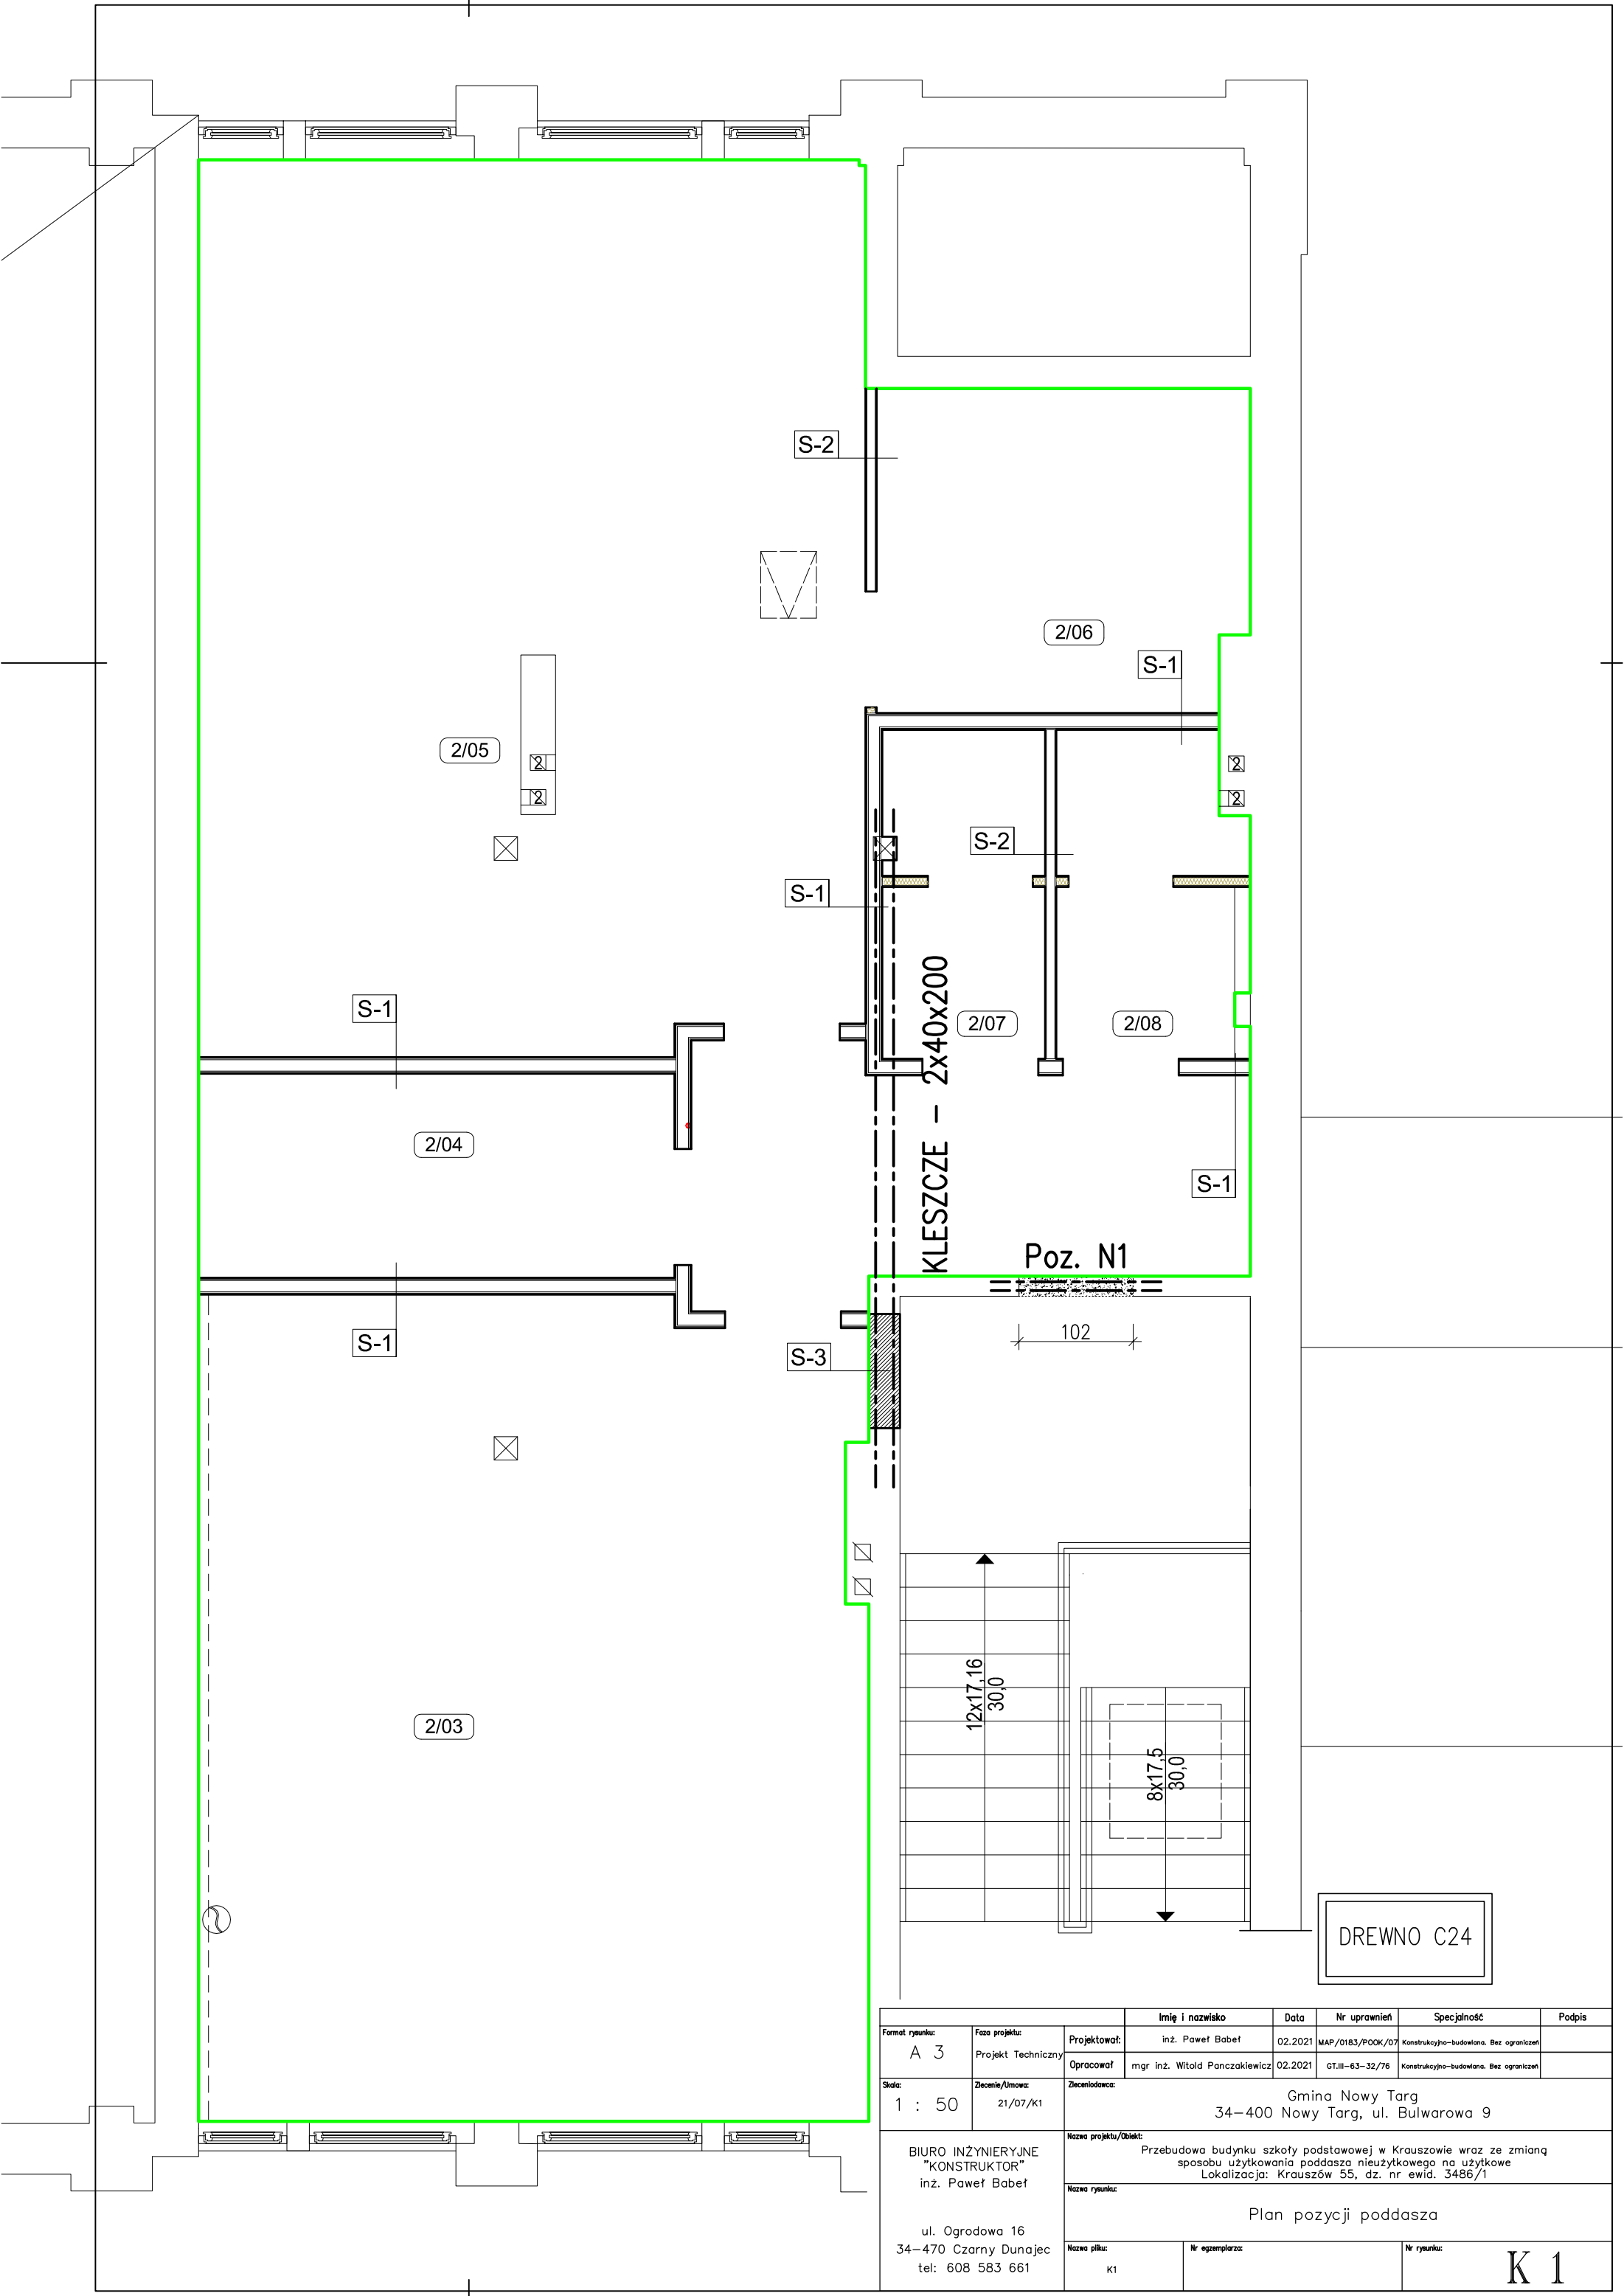 S-2
2/06
S-1
2/05
2
2
2
2
S-2
S-1
KLESZCZE - 2x40x200
S-1
2/07
2/08
2/04
S-1
Poz. N1
102
S-1
S-3
12x17,16
30,0
2/03
8x17,5
30,0
DREWNO C24
Imię i nazwisko Data Nr uprawnień Specjalność Podpis
Format rysunku:
A 3
Faza projektu:
Projekt Techniczny
Projektował: inż. Paweł Babeł 02.2021 MAP/0183/POOK/07 Konstrukcyjno-budowlana. Bez ograniczeń
Opracował mgr inż. Witold Panczakiewicz 02.2021 GT.III-63-32/76 Konstrukcyjno-budowlana. Bez ograniczeń
Skala:
1 : 50
Zlecenie/Umowa:
21/07/K1
Zleceniodawca:
Gmina Nowy Targ
34-400 Nowy Targ, ul. Bulwarowa 9
BIURO INŻYNIERYJNE
"KONSTRUKTOR"
inż. Paweł Babeł
ul. Ogrodowa 16
34-470 Czarny Dunajec
tel: 608 583 661
Nazwa projektu/Obiekt:
Przebudowa budynku szkoły podstawowej w Krauszowie wraz ze zmianą
sposobu użytkowania poddasza nieużytkowego na użytkowe
Lokalizacja: Krauszów 55, dz. nr ewid. 3486/1
Nazwa rysunku:
Plan pozycji poddasza
Nazwa pliku:
K1
Nr egzemplarza:
Nr rysunku:
K 1